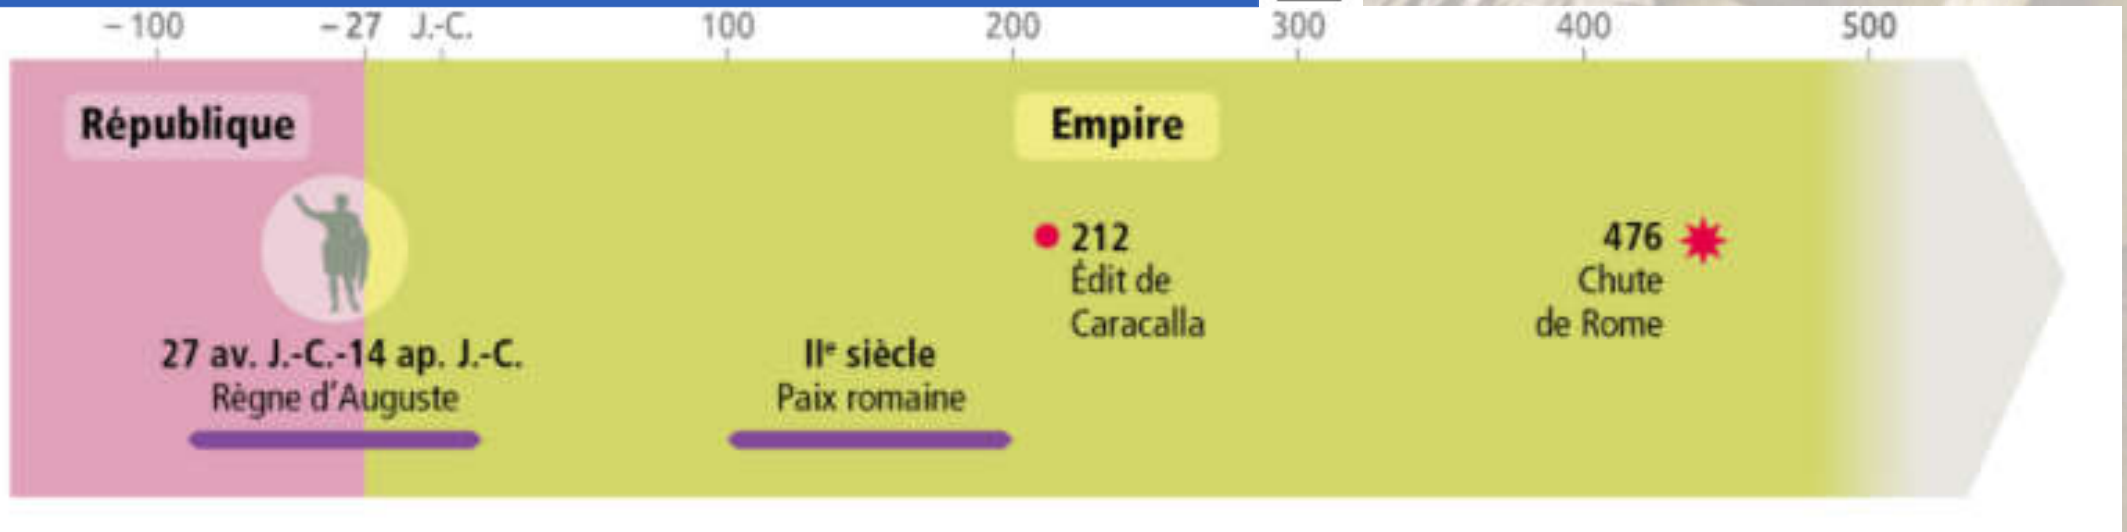 –100 –27 J.-C. 100 200 300 400 500
République
Empire
212
Édit de
Caracalla
476
Chute
de Rome
27 av. J.-C.-14 ap. J.-C.
Règne d'Auguste
IIe siècle
Paix romaine